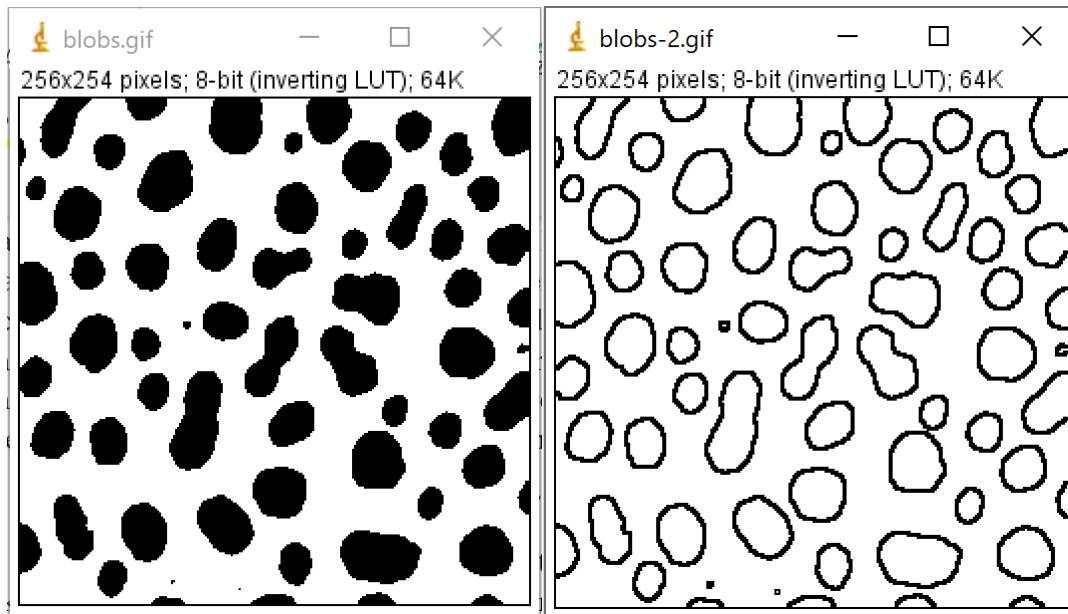 blobs.gif
256x254 pixels; 8-bit (inverting LUT); 64K
blobs-2.gif
256x254 pixels; 8-bit (inverting LUT); 64K